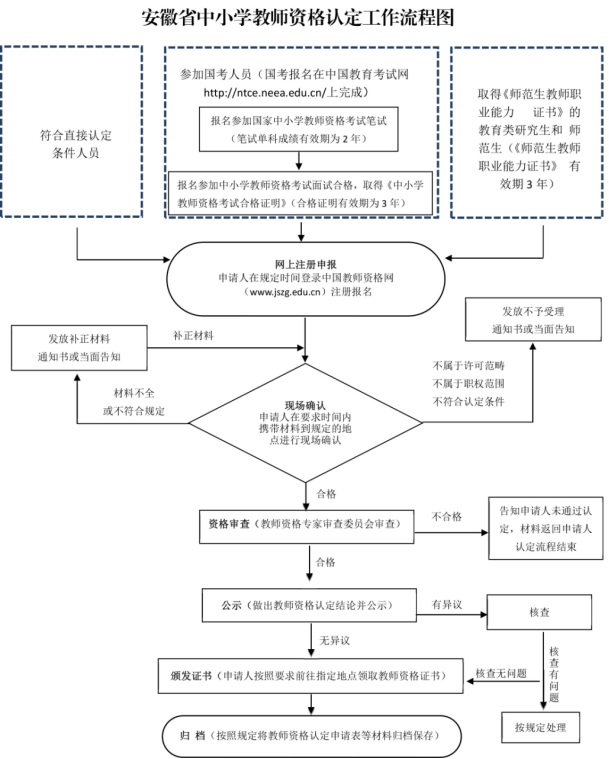 安徽省中小学教师资格认定工作流程图
符合直接认定
条件人员
参加国考人员（国考报名在中国教育考试网
http://ntce.neea.edu.cn/上完成）
报名参加国家中小学教师资格考试笔试
（笔试单科成绩有效期为 2 年）
报名参加中小学教师资格考试面试合格，取得《中小学
教师资格考试合格证明》（合格证明有效期为 3 年）
取得《师范生教师职
业能力 证书》的
教育类研究生和 师
范生（《师范生教师
职业能力证书》 有
效期 3 年）
网上注册申报
申请人在规定时间登录中国教师资格网
（www.jszg.edu.cn）注册报名
发放补正材料
通知书或当面告知
补正材料
发放不予受理
通知书或当面告知
材料不全
或不符合规定
不属于许可范畴
不属于职权范围
不符合认定条件
现场确认
申请人在要求时间内
携带材料到规定的地
点进行现场确认
合格
资格审查（教师资格专家审查委员会审查）
不合格
告知申请人未通过认
定，材料返回申请人
认定流程结束
合格
公示（做出教师资格认定结论并公示）
有异议
核查
无异议
核查有问题
颁发证书（申请人按照要求前往指定地点领取教师资格证书）
核查无问题
按规定处理
归 档（按照规定将教师资格认定申请表等材料归档保存）